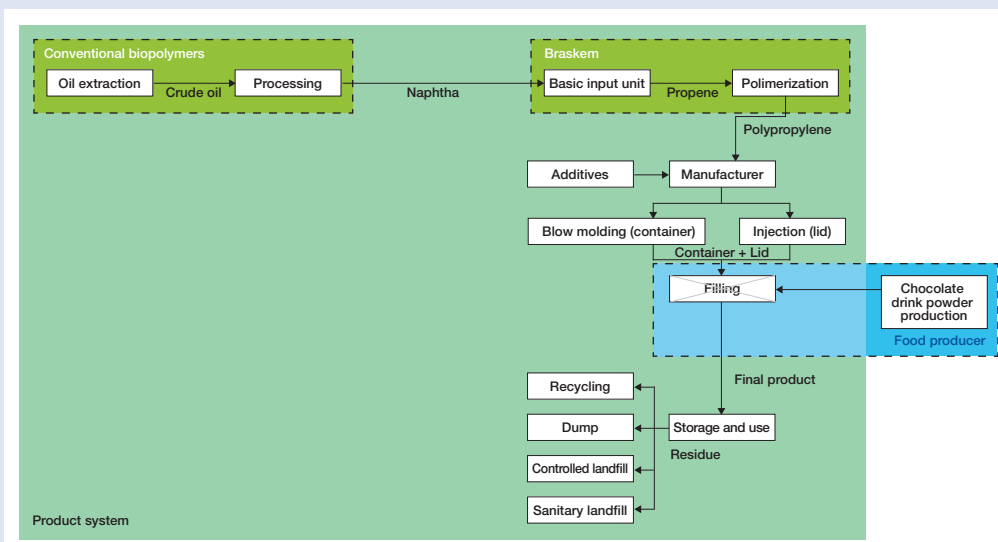 Conventional biopolymers
Braskem
Oil extraction
Crude oil
Processing
Naphtha
Basic input unit
Propene
Polimerization
Polypropylene
Additives
Manufacturer
Blow molding (container)
Injection (lid)
Container + Lid
Filling
Chocolate
drink powder
production
Food producer
Final product
Recycling
Dump
Storage and use
Residue
Controlled landfill
Sanitary landfill
Product system